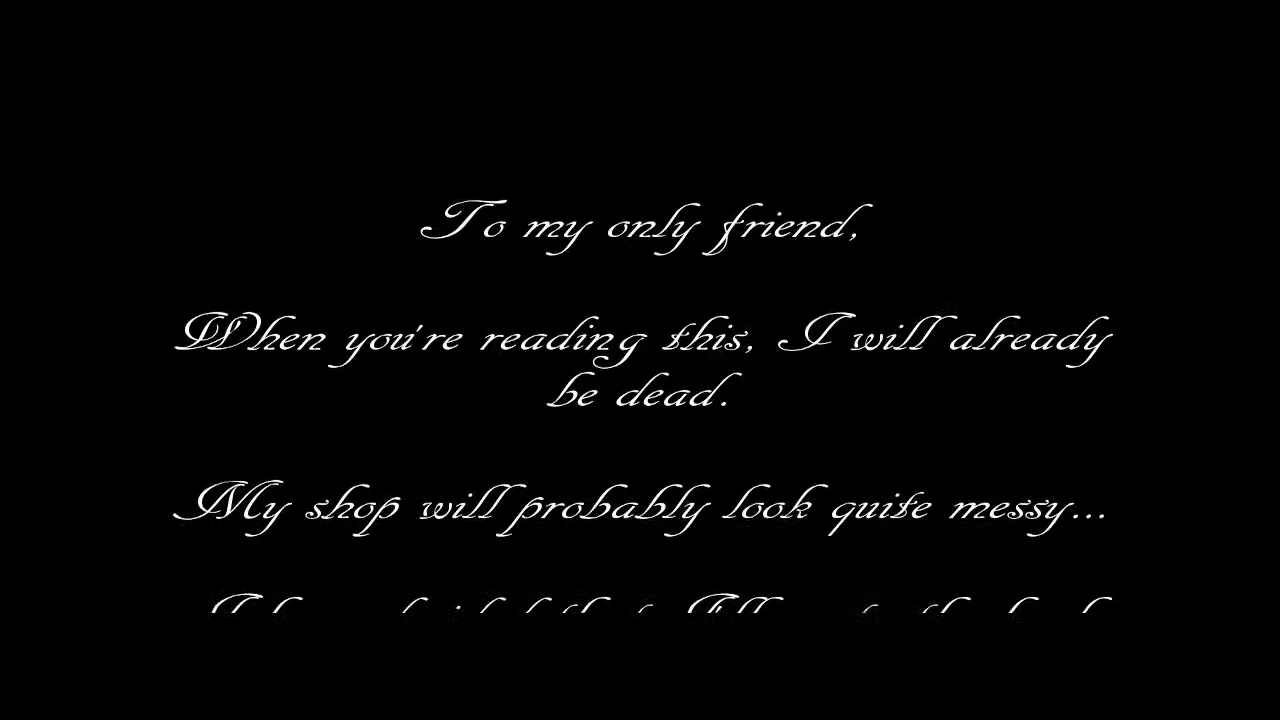 To my only friend,
When you're reading this, I will already
be dead.
My shop will probably look quite messy...